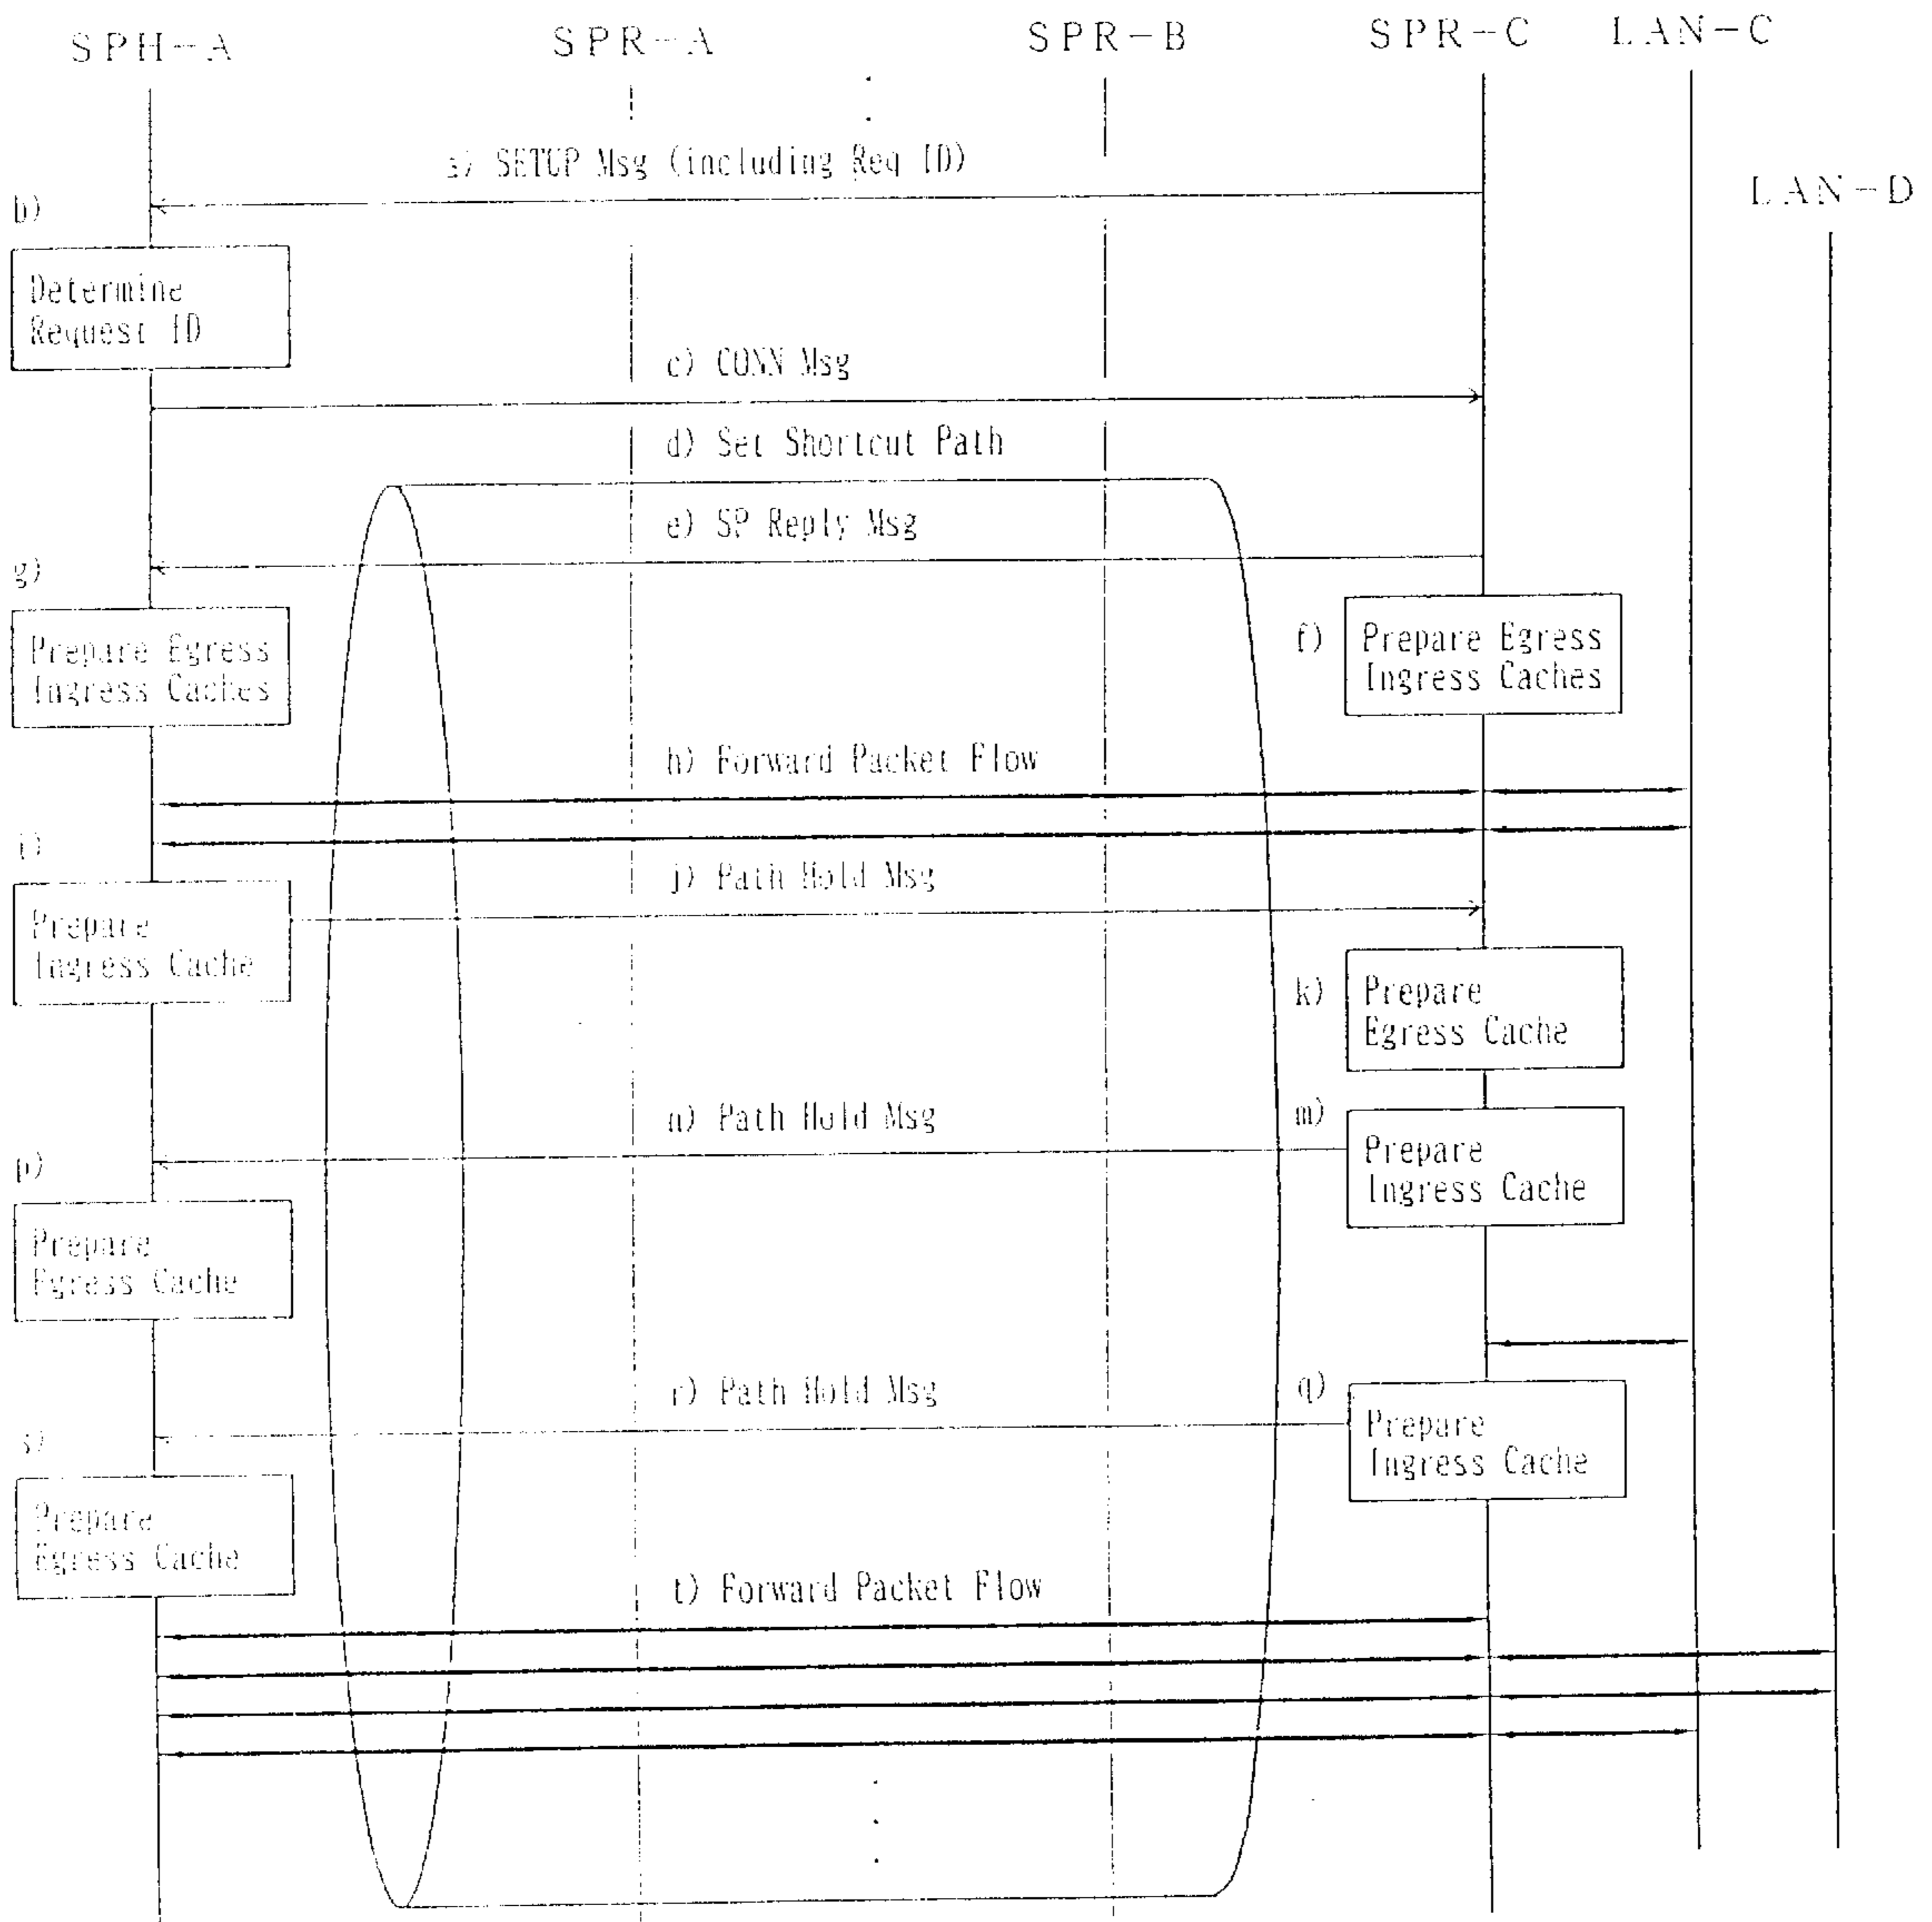 SPH-A
SPR-A
SPR-B
SPR-C
LAN-C
LAN-D
a) SETUP Msg (including Req ID)
b)
Determine
Request ID
c) CONN Msg
d) Set Shortcut Path
e) SP Reply Msg
g)
Prepare Egress
Ingress Caches
f)
Prepare Egress
Ingress Caches
h) Forward Packet Flow
i)
Prepare
Ingress Cache
j) Path Hold Msg
k)
Prepare
Egress Cache
n) Path Hold Msg
m)
Prepare
Ingress Cache
p)
Prepare
Egress Cache
r) Path Hold Msg
q)
Prepare
Ingress Cache
s)
Prepare
Egress Cache
t) Forward Packet Flow